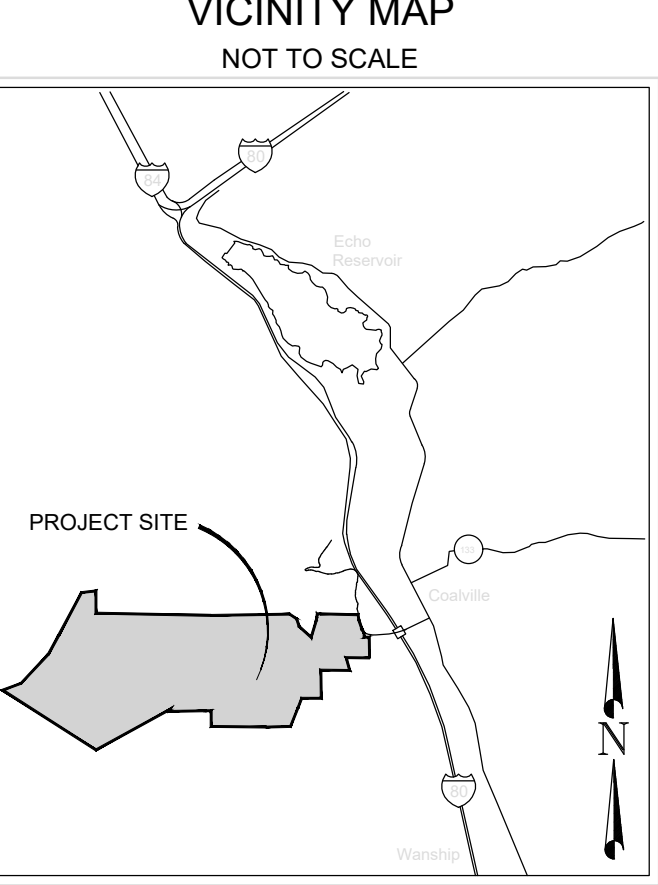 VICINITY MAP
NOT TO SCALE
80
84
Echo
Reservoir
PROJECT SITE
133
Coalville
N
80
Wanship